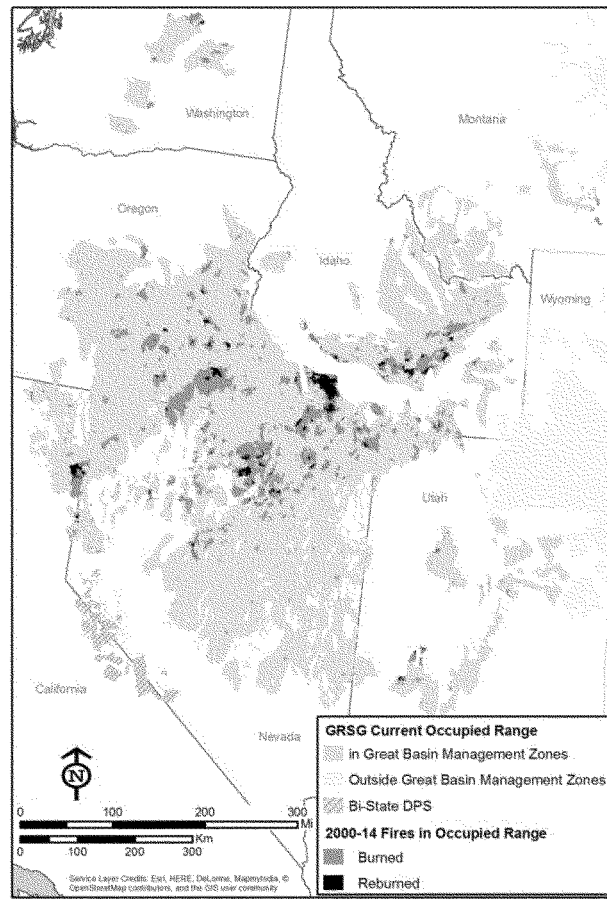 Washington
Montana
Oregon
Idaho
Wyoming
Utah
California
Nevada
GRSG Current Occupied Range
in Great Basin Management Zones
Outside Great Basin Management Zones
Bi-State DPS
2000-14 Fires in Occupied Range
Burned
Reburned
N
0 100 200 300
Mi
0 100 200 300
Km
Service Layer Credits: Esri, HERE, DeLorme, MapmyIndia, ©
OpenStreetMap contributors, and the GIS user community